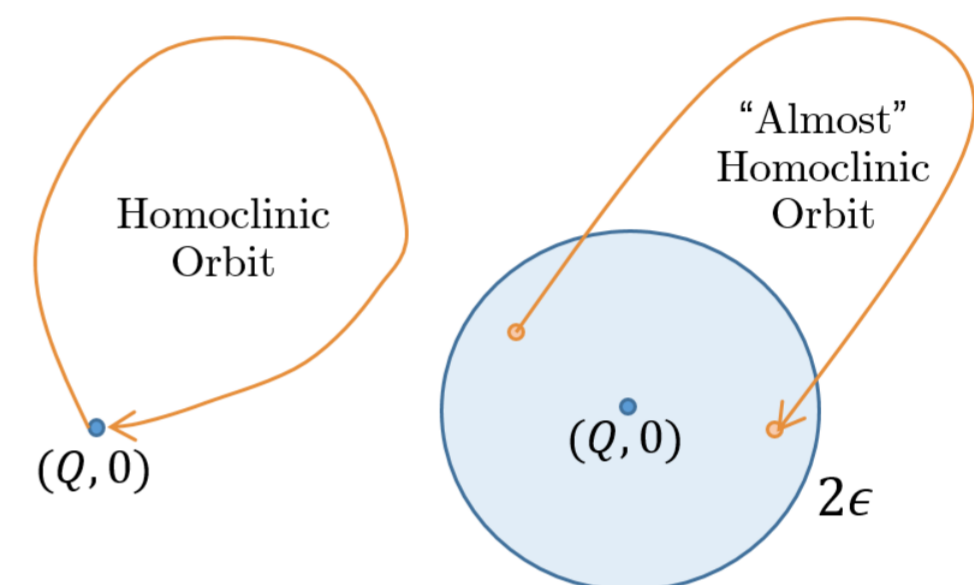 Homoclinic
Orbit
(Q, 0)
“Almost”
Homoclinic
Orbit
(Q, 0)
2ϵ